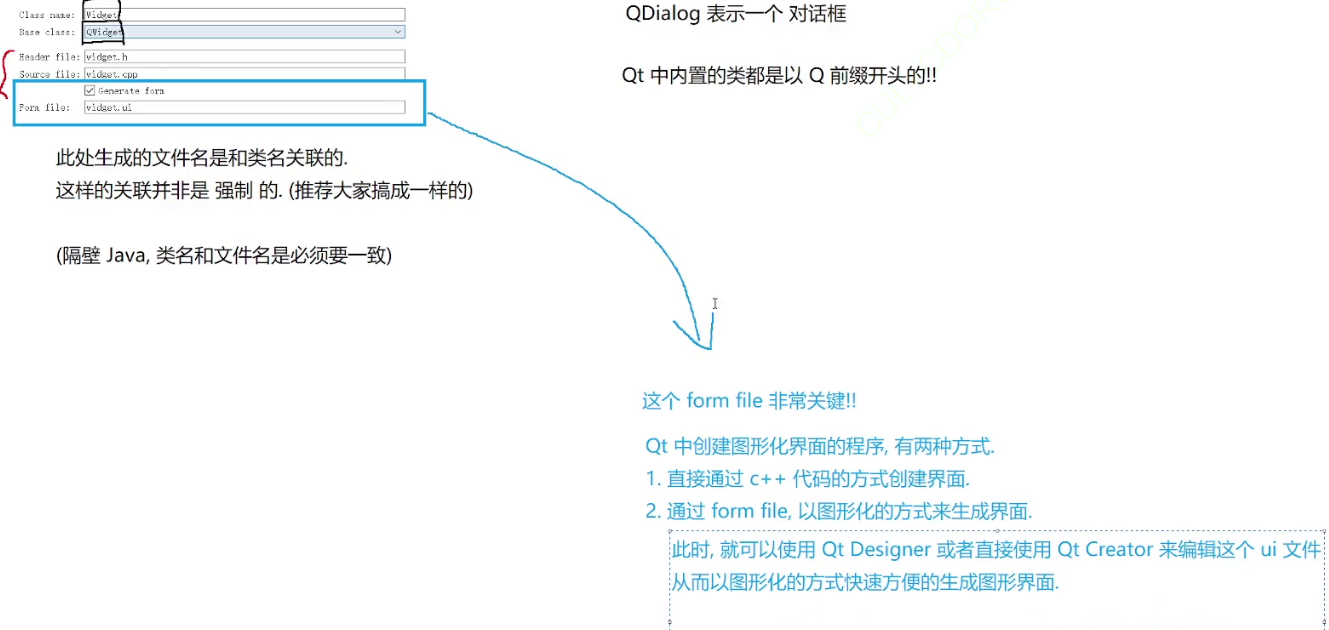 Class name: Widget
Base class: QWidget
Header file: widget.h
Source file: widget.cpp
Generate form
Form file: widget.ui
此处生成的文件名是和类名关联的.
这样的关联并非是 强制 的. (推荐大家搞成一样的)
(隔壁 Java, 类名和文件名是必须要一致)
QDialog 表示一个 对话框
Qt 中内置的类都是以 Q 前缀开头的!!
这个 form file 非常关键!!
Qt 中创建图形化界面的程序, 有两种方式.
1. 直接通过 c++ 代码的方式创建界面.
2. 通过 form file, 以图形化的方式来生成界面.
此时, 就可以使用 Qt Designer 或者直接使用 Qt Creator 来编辑这个 ui 文件
从而以图形化的方式快速方便的生成图形界面.